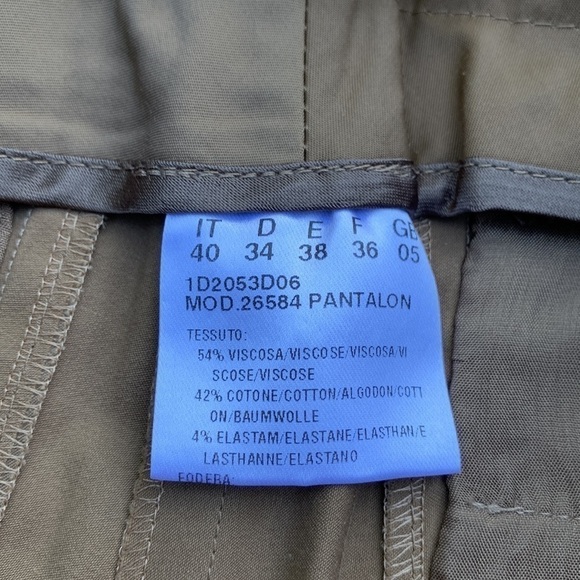 IT D E F GB
40 34 38 36 05
1D2053D06
MOD.26584 PANTALON
TESSUTO:
54% VISCOSA/VISCOSE/VISCOSA/VI
SCOSE/VISCOSE
42% COTONE/COTTON/ALGODON/COTT
ON/BAUMWOLLE
4% ELASTAM/ELASTANE/ELASTHAN/E
LASTHANNE/ELASTANO
FODERA: